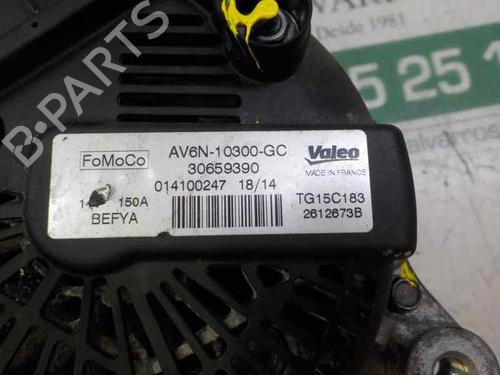 Desde 1981
5 25 1
B-PARTS
FoMoCo
AV6N-10300-GC
30659390
014100247 18/14
150A
BEFYA
Valeo
MADE IN FRANCE
TG15C183
2612673B